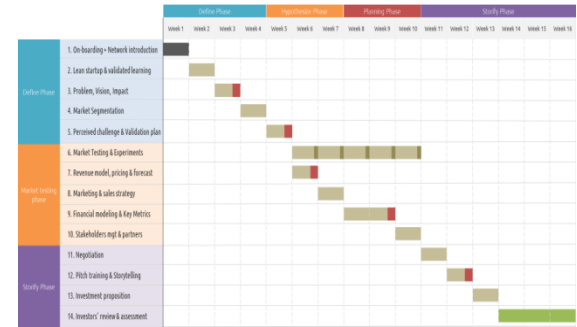 Define Phase Hypothesize Phase Planning Phase Storify Phase
Week 1 Week 2 Week 3 Week 4 Week 5 Week 6 Week 7 Week 8 Week 9 Week 10 Week 11 Week 12 Week 13 Week 14 Week 15 Week 16
Define Phase
1. On-boarding + Network introduction
2. Lean startup & validated learning
3. Problem, Vision, Impact
4. Market Segmentation
5. Perceived challenge & Validation plan
Market testing
phase
6. Market Testing & Experiments
7. Revenue model, pricing & forecast
8. Marketing & sales strategy
9. Financial modeling & Key Metrics
10. Stakeholders mgt & partners
Storify Phase
11. Negotiation
12. Pitch training & Storytelling
13. Investment proposition
14. Investors' review & assessment